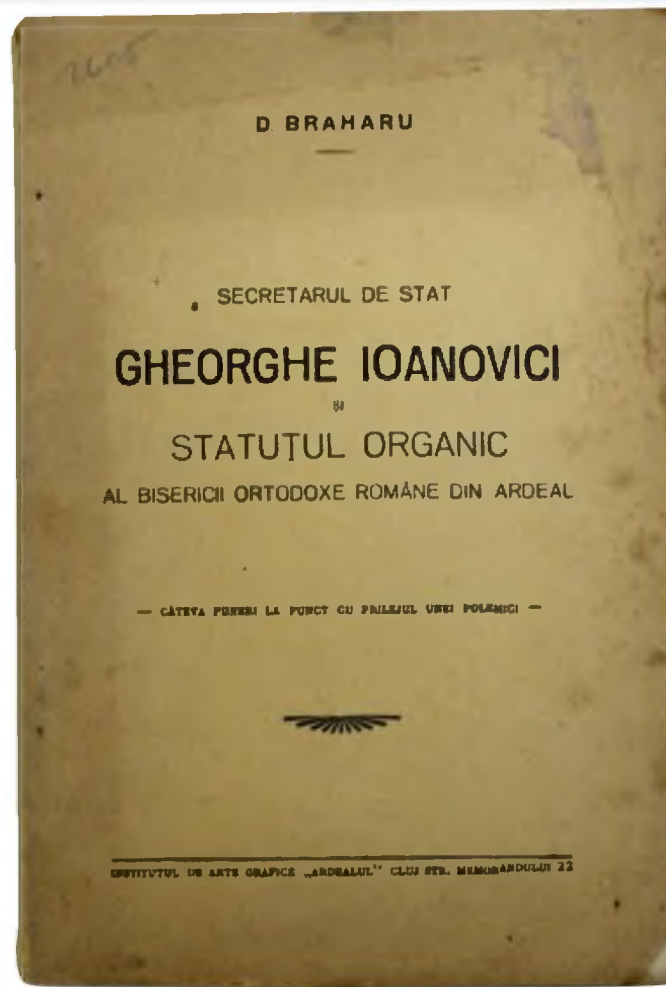 2605
D. BRAHARU
SECRETARUL DE STAT
GHEORGHE IOANOVICI
ȘI
STATUTUL ORGANIC
AL BISERICII ORTODOXE ROMÂNE DIN ARDEAL
— CÂTEVA PUNERI LA PUNCT CU PRILEJUL UNEI POLEMICI —
INSTITUTUL DE ARTE GRAFICE „ARDEALUL" CLUJ STR. MEMORANDULUI 22